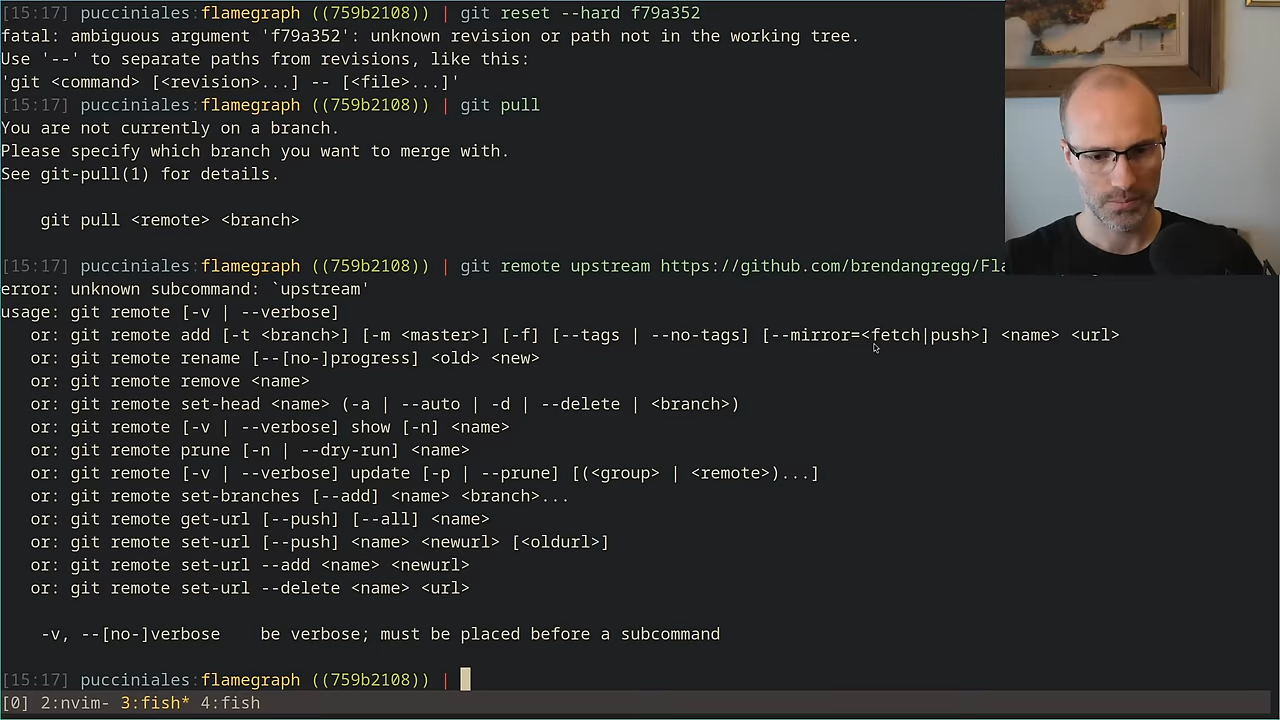 [15:17] pucciniales:flamegraph ((759b2108)) | git reset --hard f79a352
fatal: ambiguous argument 'f79a352': unknown revision or path not in the working tree.
Use '--' to separate paths from revisions, like this:
'git <command> [<revision>...] -- [<file>...]'
[15:17] pucciniales:flamegraph ((759b2108)) | git pull
You are not currently on a branch.
Please specify which branch you want to merge with.
See git-pull(1) for details.
git pull <remote> <branch>
[15:17] pucciniales:flamegraph ((759b2108)) | git remote upstream https://github.com/brendangregg/Fla
error: unknown subcommand: `upstream'
usage: git remote [-v | --verbose]
or: git remote add [-t <branch>] [-m <master>] [-f] [--tags | --no-tags] [--mirror=<fetch|push>] <name> <url>
or: git remote rename [--[no-]progress] <old> <new>
or: git remote remove <name>
or: git remote set-head <name> (-a | --auto | -d | --delete | <branch>)
or: git remote [-v | --verbose] show [-n] <name>
or: git remote prune [-n | --dry-run] <name>
or: git remote [-v | --verbose] update [-p | --prune] [(<group> | <remote>)...]
or: git remote set-branches [--add] <name> <branch>...
or: git remote get-url [--push] [--all] <name>
or: git remote set-url [--push] <name> <newurl> [<oldurl>]
or: git remote set-url --add <name> <newurl>
or: git remote set-url --delete <name> <url>
-v, --[no-]verbose    be verbose; must be placed before a subcommand
[15:17] pucciniales:flamegraph ((759b2108)) |
[0] 2:nvim- 3:fish* 4:fish